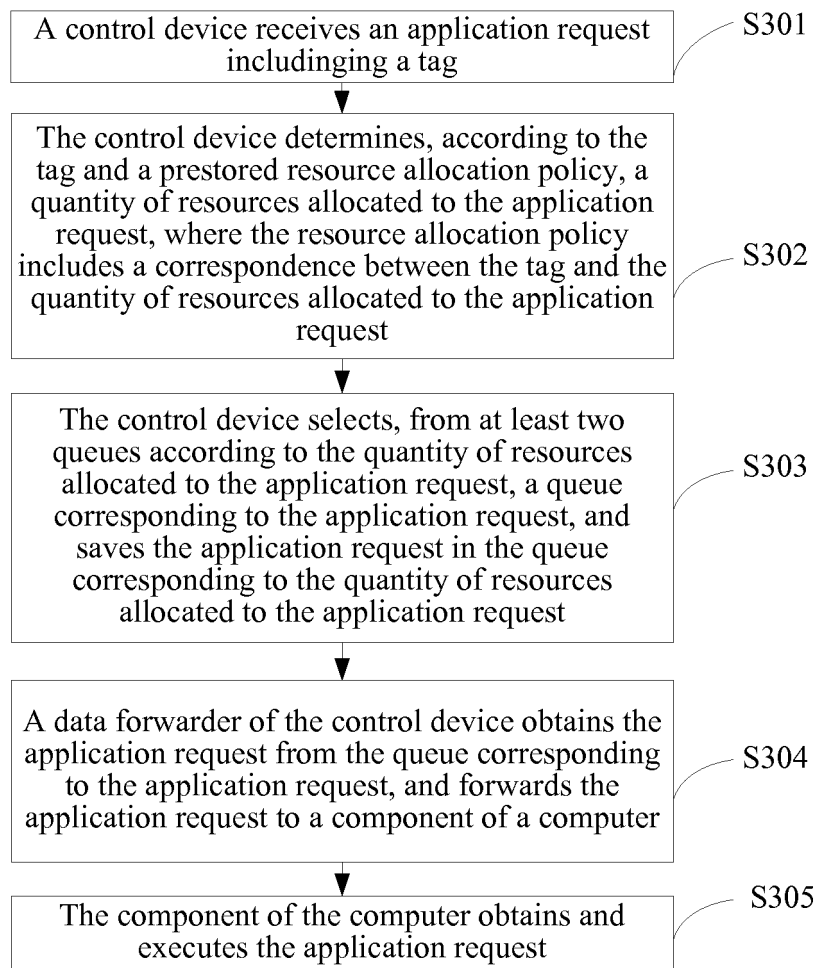 A control device receives an application request
includinging a tag
S301
The control device determines, according to the
tag and a prestored resource allocation policy, a
quantity of resources allocated to the application
request, where the resource allocation policy
includes a correspondence between the tag and the
quantity of resources allocated to the application
request
S302
The control device selects, from at least two
queues according to the quantity of resources
allocated to the application request, a queue
corresponding to the application request, and
saves the application request in the queue
corresponding to the quantity of resources
allocated to the application request
S303
A data forwarder of the control device obtains the
application request from the queue corresponding
to the application request, and forwards the
application request to a component of a computer
S304
The component of the computer obtains and
executes the application request
S305